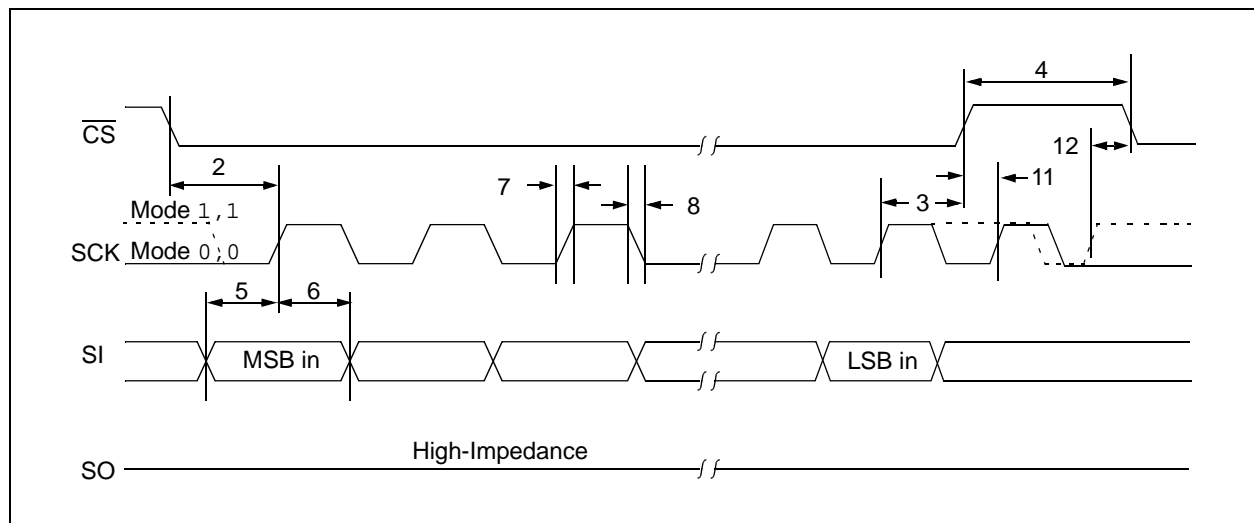 4
CS
12
2
7
8
3
11
Mode 1,1
SCK Mode 0,0
5 6
SI MSB in LSB in
High-Impedance
SO